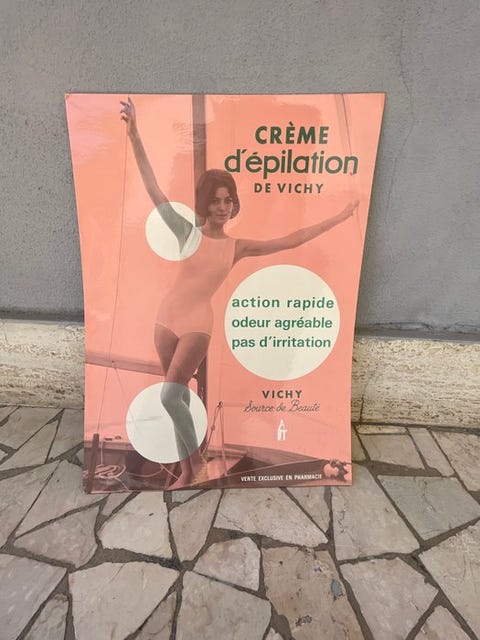 CRÈME
d'épilation
DE VICHY
action rapide
odeur agréable
pas d'irritation
VICHY
Source de Beauté
VENTE EXCLUSIVE EN PHARMACIE